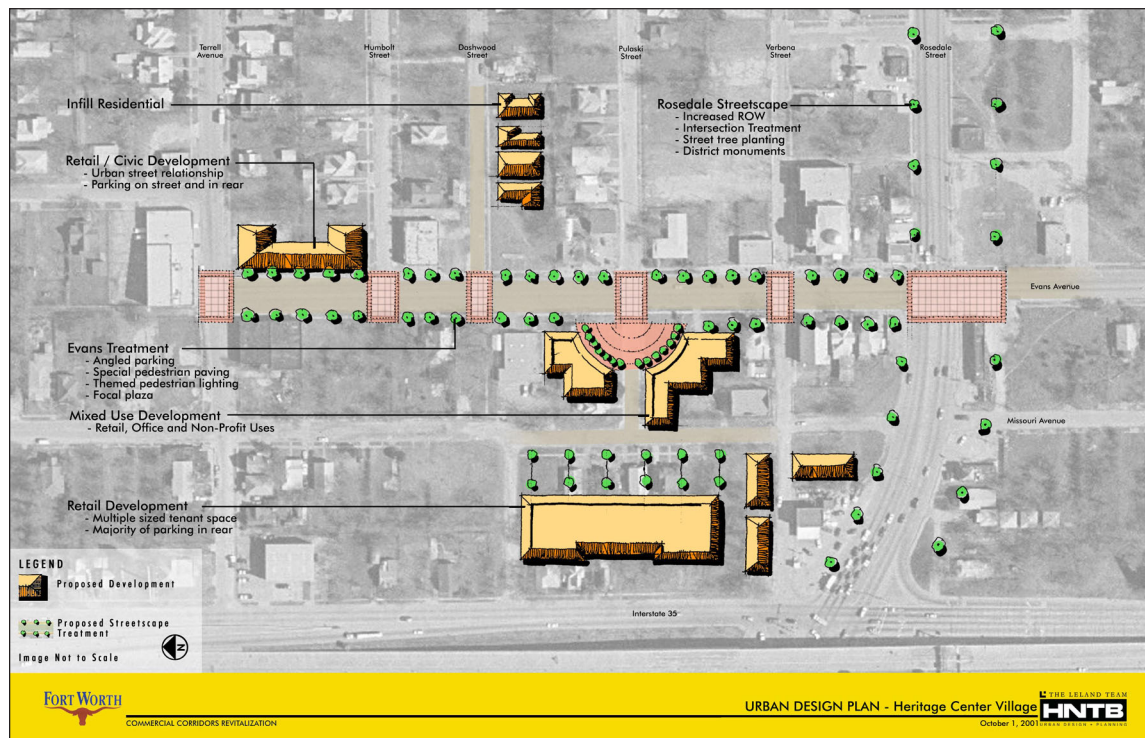 Terrell
Avenue
Humbolt
Street
Dashwood
Street
Pulaski
Street
Verbena
Street
Rosedale
Street
Infill Residential
Rosedale Streetscape
- Increased ROW
- Intersection Treatment
- Street tree planting
- District monuments
Retail / Civic Development
- Urban street relationship
- Parking on street and in rear
Evans Avenue
Evans Treatment
- Angled parking
- Special pedestrian paving
- Themed pedestrian lighting
- Focal plaza
Mixed Use Development
- Retail, Office and Non-Profit Uses
Missouri Avenue
Retail Development
- Multiple sized tenant space
- Majority of parking in rear
LEGEND
Proposed Development
Proposed Streetscape
Treatment
Image Not to Scale
N
Interstate 35
FORT WORTH
COMMERCIAL CORRIDORS REVITALIZATION
URBAN DESIGN PLAN - Heritage Center Village
October 1, 2001
THE LELAND TEAM
HNTB
URBAN DESIGN + PLANNING